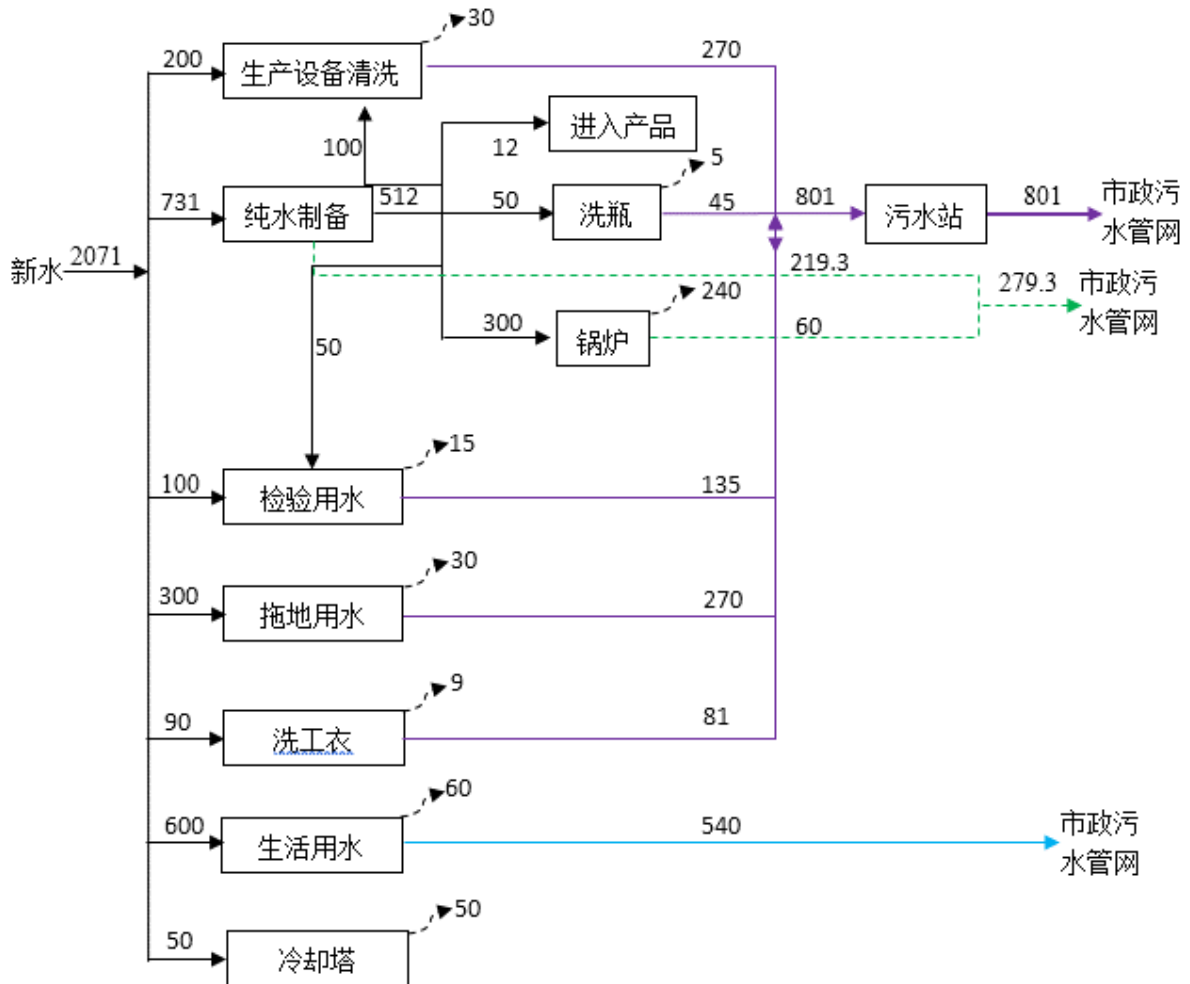 30
200
生产设备清洗
270
100
12
进入产品
5
731
纯水制备
512
50
洗瓶
45
801
污水站
801
市政污
水管网
新水
2071
219.3
279.3
市政污
水管网
240
50
300
锅炉
60
15
100
检验用水
135
30
300
拖地用水
270
9
90
洗工衣
81
60
600
生活用水
540
市政污
水管网
50
50
冷却塔